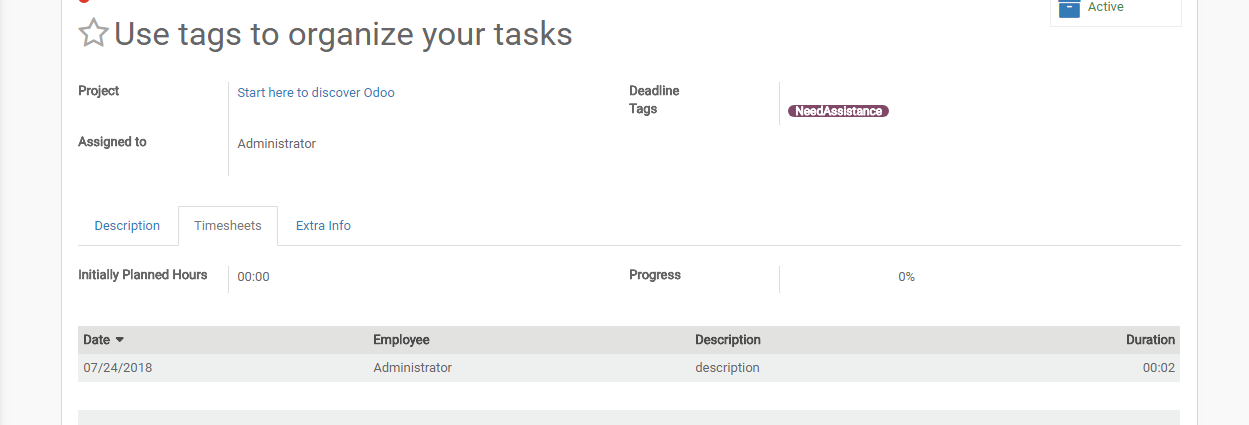 Active
Use tags to organize your tasks
Project
Start here to discover Odoo
Deadline
Tags
NeedAssistance
Assigned to
Administrator
Description
Timesheets
Extra Info
Initially Planned Hours
00:00
Progress
0%
Date Employee Description Duration
07/24/2018 Administrator description 00:02